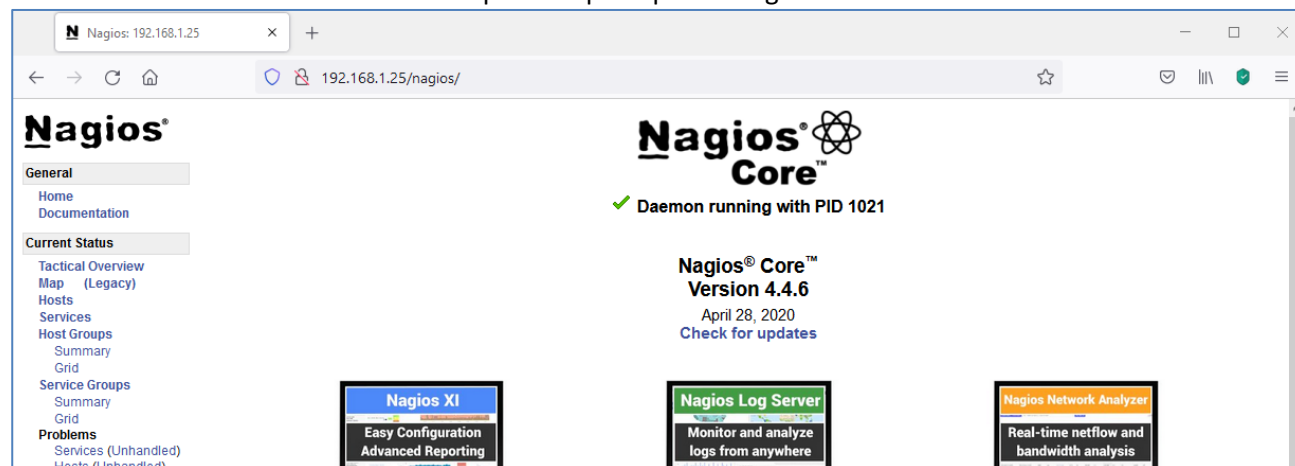 Nagios: 192.168.1.25
192.168.1.25/nagios/
Nagios®
General
Home
Documentation
Current Status
Tactical Overview
Map (Legacy)
Hosts
Services
Host Groups
Summary
Grid
Service Groups
Summary
Grid
Problems
Services (Unhandled)
Hosts (Unhandled)
Nagios®
Core™
Daemon running with PID 1021
Nagios® Core™
Version 4.4.6
April 28, 2020
Check for updates
Nagios XI
Easy Configuration
Advanced Reporting
Nagios Log Server
Monitor and analyze
logs from anywhere
Nagios Network Analyzer
Real-time netflow and
bandwidth analysis